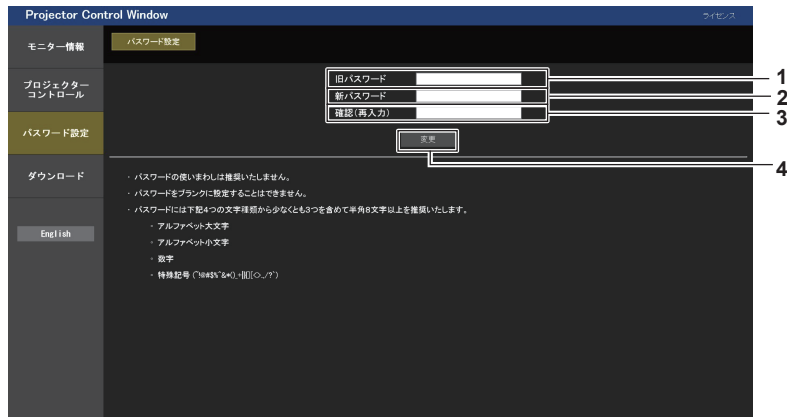 Projector Control Window
ライセンス
モニター情報
パスワード設定
プロジェクター
コントロール
パスワード設定
ダウンロード
English
旧パスワード
1
新パスワード
2
確認(再入力)
3
変更
4
・ パスワードの使いまわしは推奨いたしません。
・ パスワードをブランクに設定することはできません。
・ パスワードには下記4つの文字種類から少なくとも3つを含めて半角8文字以上を推奨いたします。
・ アルファベット大文字
・ アルファベット小文字
・ 数字
・ 特殊記号